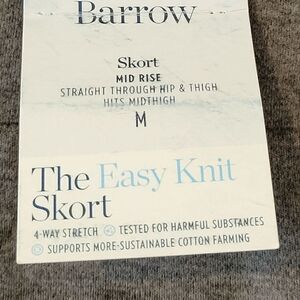 Barrow
Skort
MID RISE
STRAIGHT THROUGH HIP & THIGH
HITS MIDTHIGH
M
The Easy Knit
Skort
4-WAY STRETCH TESTED FOR HARMFUL SUBSTANCES
SUPPORTS MORE-SUSTAINABLE COTTON FARMING